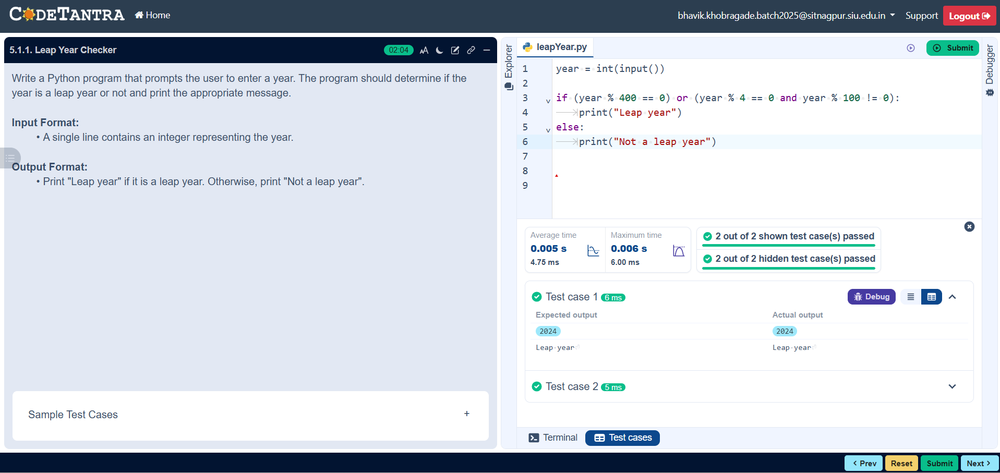 CODETANTRA
Home
bhavik.khobragade.batch2025@sitnagpur.siu.edu.in
Support
Logout
5.1.1. Leap Year Checker
02:04
Write a Python program that prompts the user to enter a year. The program should determine if the
year is a leap year or not and print the appropriate message.
Input Format:
• A single line contains an integer representing the year.
Output Format:
• Print "Leap year" if it is a leap year. Otherwise, print "Not a leap year".
Sample Test Cases
+
Explorer
leapYear.py
Submit
Debugger
1 year = int(input())
2
3 if (year % 400 == 0) or (year % 4 == 0 and year % 100 != 0):
4 print("Leap year")
5 else:
6 print("Not a leap year")
7
8
9
Average time
0.005 s
4.75 ms
Maximum time
0.006 s
6.00 ms
2 out of 2 shown test case(s) passed
2 out of 2 hidden test case(s) passed
Test case 1 6 ms
Debug
Expected output Actual output
2024 2024
Leap·year Leap·year
Test case 2 5 ms
Terminal
Test cases
< Prev
Reset
Submit
Next >